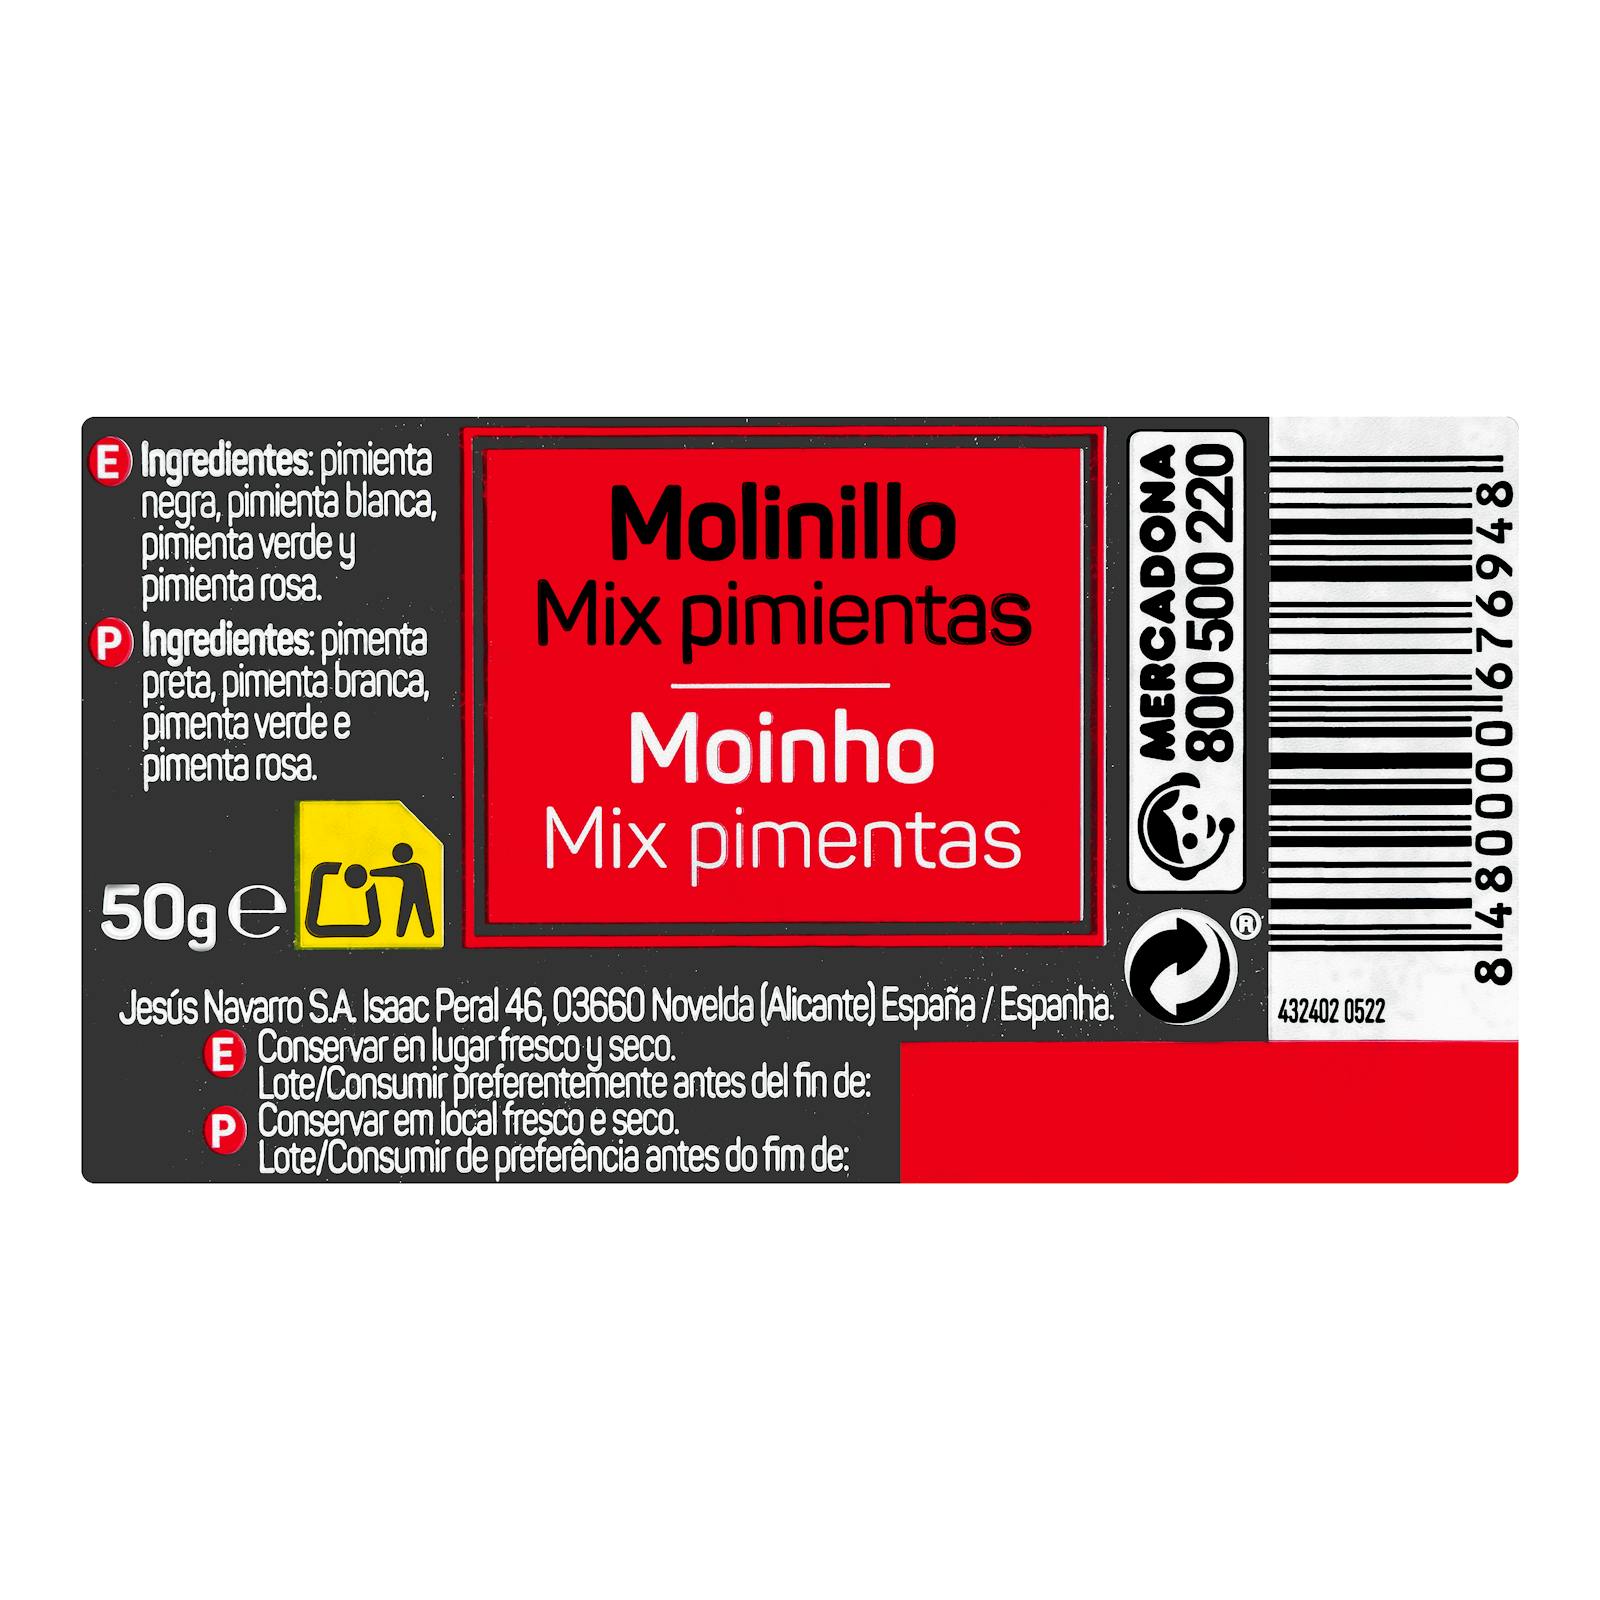 E Ingredientes: pimienta
negra, pimienta blanca,
pimienta verde y
pimienta rosa.
P Ingredientes: pimenta
preta, pimenta branca,
pimenta verde e
pimenta rosa.
50g ℮
Molinillo
Mix pimientas
Moinho
Mix pimentas
MERCADONA
800 500 220
®
8 480000 676948
432402 0522
Jesús Navarro S.A. Isaac Peral 46, 03660 Novelda (Alicante) España / Espanha.
E Conservar en lugar fresco y seco.
Lote/Consumir preferentemente antes del fin de:
P Conservar em local fresco e seco.
Lote/Consumir de preferência antes do fim de: